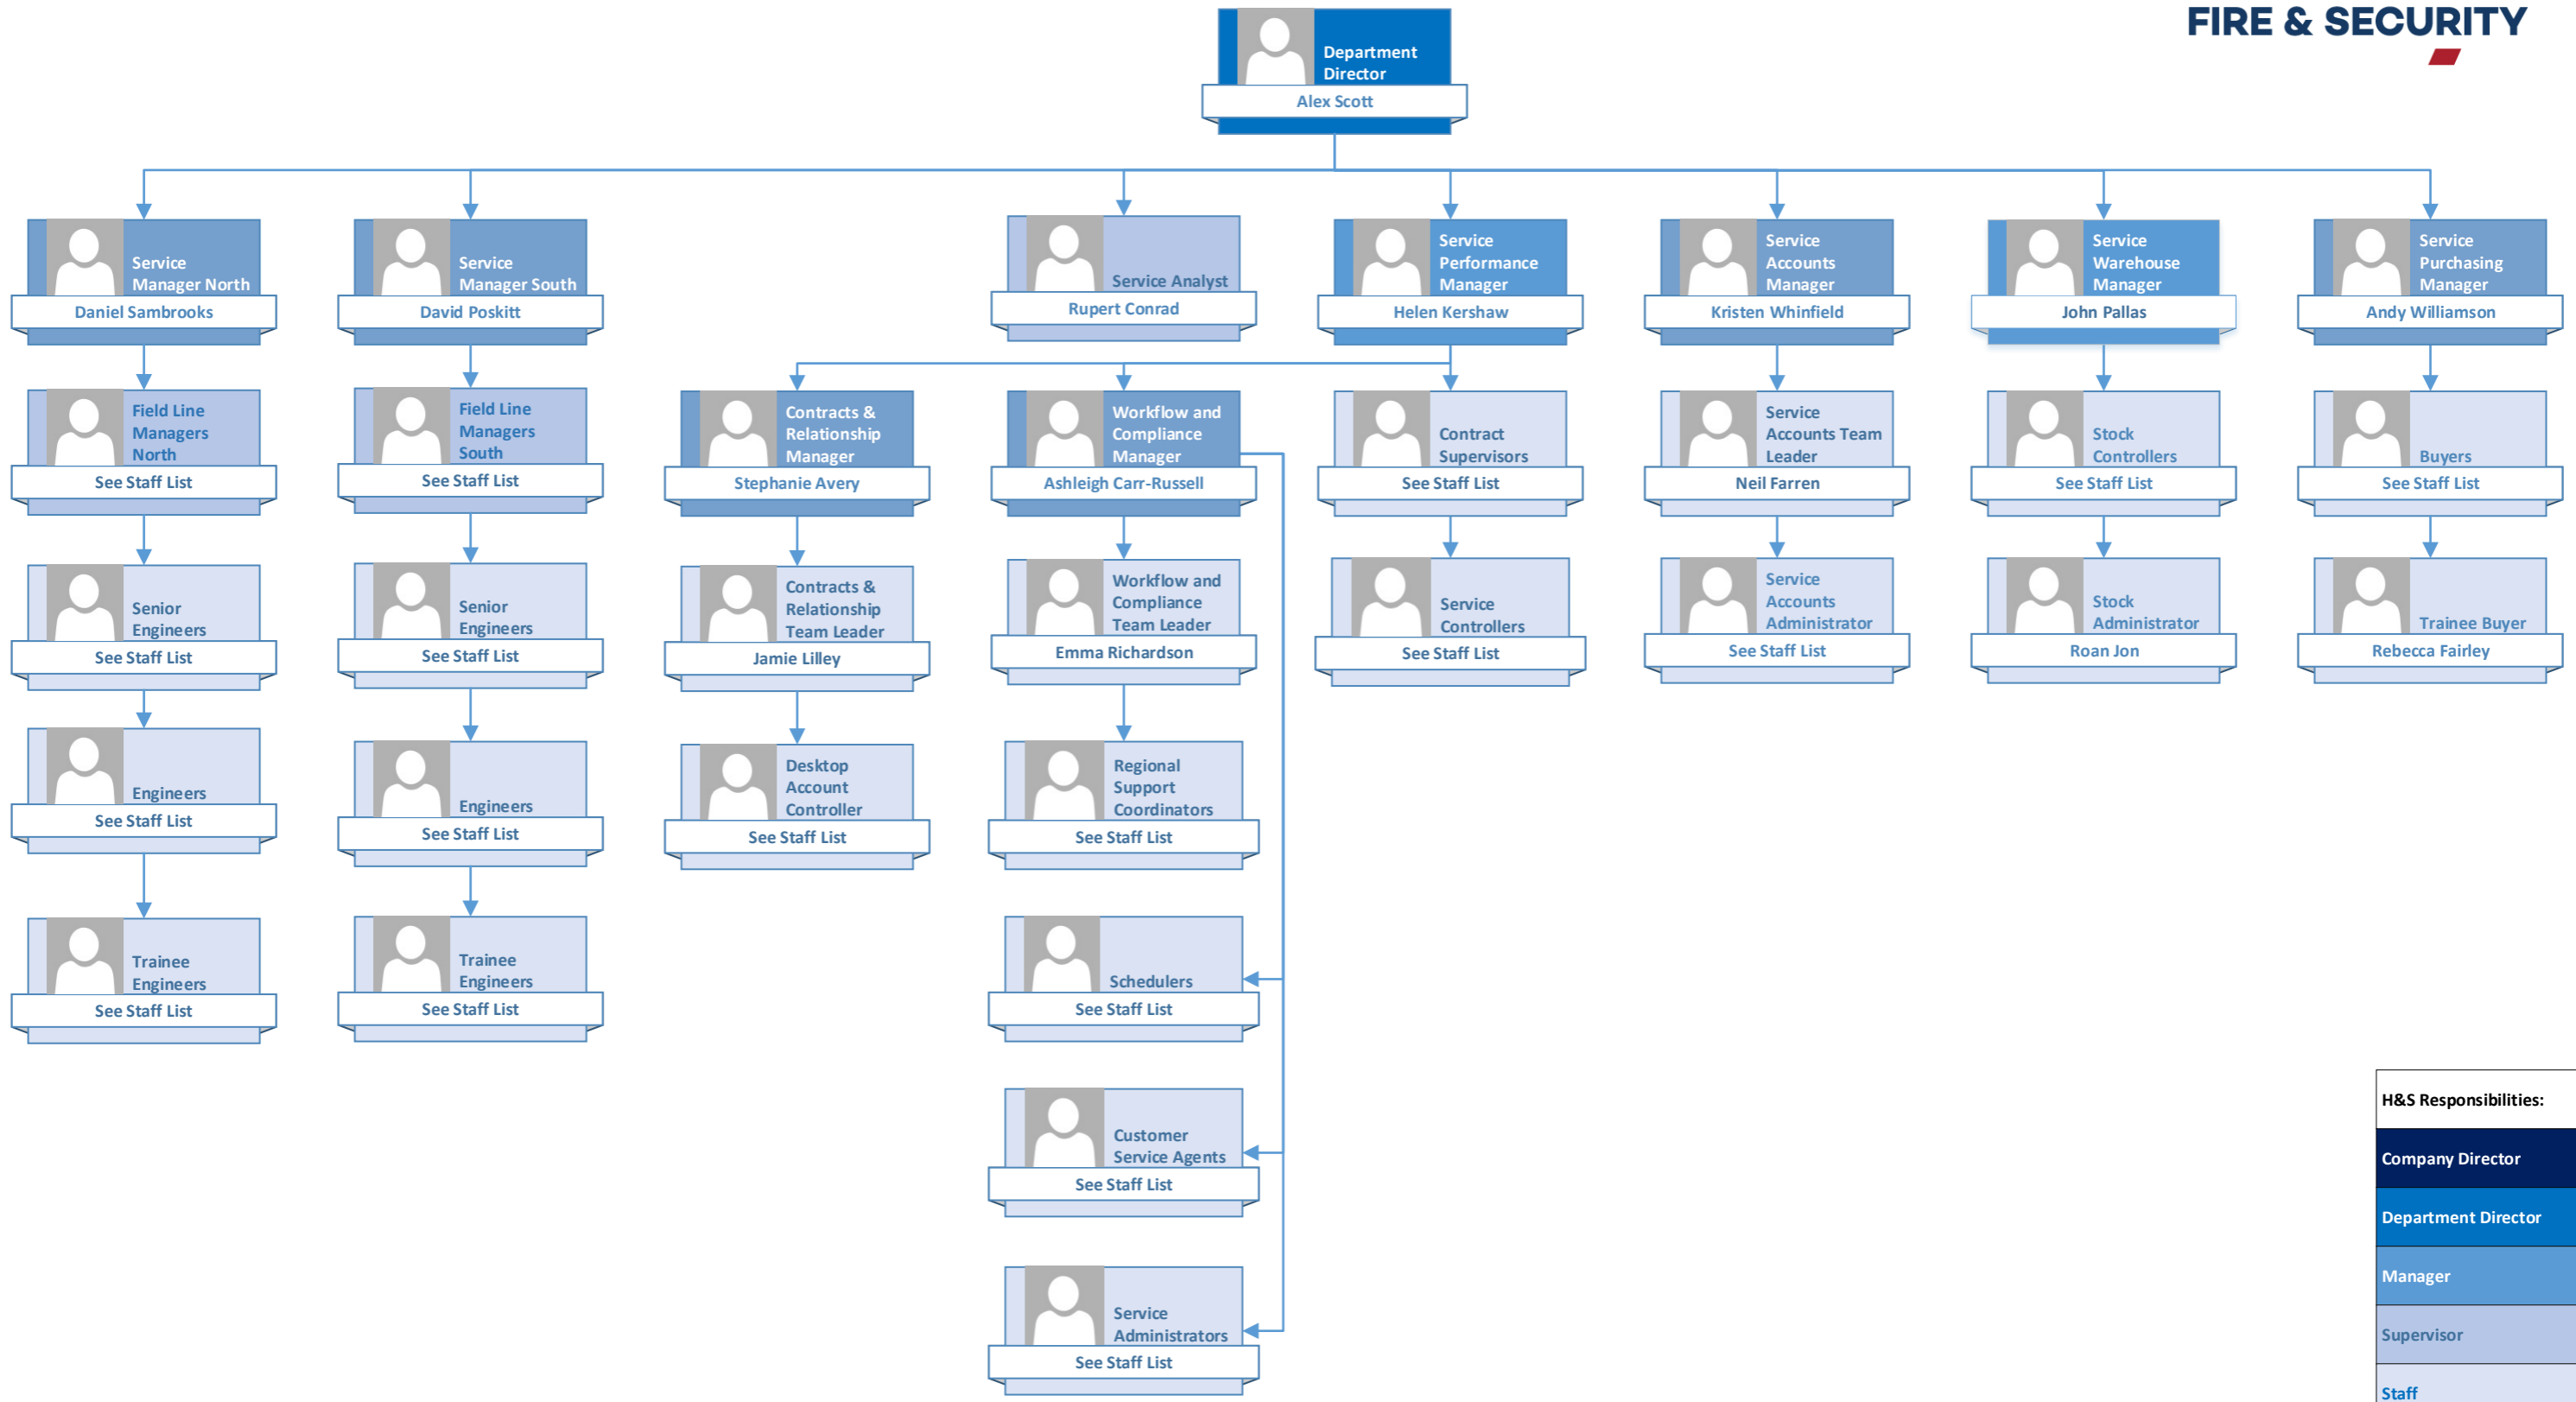 FIRE & SECURITY
Department
Director
Alex Scott
Service
Manager North
Daniel Sambrooks
Service
Manager South
David Poskitt
Service Analyst
Rupert Conrad
Service
Performance
Manager
Helen Kershaw
Service
Accounts
Manager
Kristen Whinfield
Service
Warehouse
Manager
John Pallas
Service
Purchasing
Manager
Andy Williamson
Field Line
Managers
North
See Staff List
Field Line
Managers
South
See Staff List
Contracts &
Relationship
Manager
Stephanie Avery
Workflow and
Compliance
Manager
Ashleigh Carr-Russell
Contract
Supervisors
See Staff List
Service
Accounts Team
Leader
Neil Farren
Stock
Controllers
See Staff List
Buyers
See Staff List
Senior
Engineers
See Staff List
Senior
Engineers
See Staff List
Contracts &
Relationship
Team Leader
Jamie Lilley
Workflow and
Compliance
Team Leader
Emma Richardson
Service
Controllers
See Staff List
Service
Accounts
Administrator
See Staff List
Stock
Administrator
Roan Jon
Trainee Buyer
Rebecca Fairley
Engineers
See Staff List
Engineers
See Staff List
Desktop
Account
Controller
See Staff List
Regional
Support
Coordinators
See Staff List
Trainee
Engineers
See Staff List
Trainee
Engineers
See Staff List
Schedulers
See Staff List
Customer
Service Agents
See Staff List
Service
Administrators
See Staff List
H&S Responsibilities:
Company Director
Department Director
Manager
Supervisor
Staff